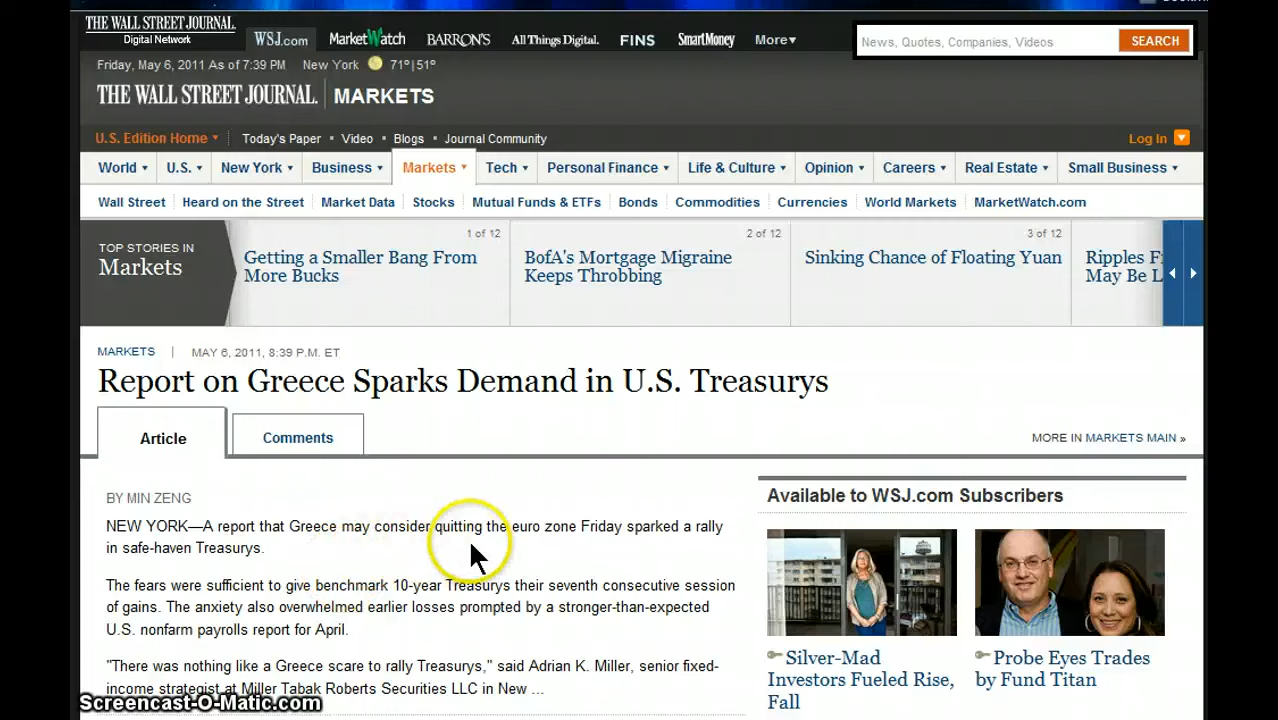 THE WALL STREET JOURNAL.
Digital Network
WSJ.com
MarketWatch
BARRON'S
All Things Digital.
FINS
SmartMoney
More▾
News, Quotes, Companies, Videos
SEARCH
Friday, May 6, 2011 As of 7:39 PM New York 71º | 51º
THE WALL STREET JOURNAL. | MARKETS
U.S. Edition Home ▾ Today's Paper ▪ Video ▪ Blogs ▪ Journal Community
Log In
World ▾ U.S. ▾ New York ▾ Business ▾ Markets ▾ Tech ▾ Personal Finance ▾ Life & Culture ▾ Opinion ▾ Careers ▾ Real Estate ▾ Small Business ▾
Wall Street Heard on the Street Market Data Stocks Mutual Funds & ETFs Bonds Commodities Currencies World Markets MarketWatch.com
TOP STORIES IN
Markets
1 of 12
Getting a Smaller Bang From
More Bucks
2 of 12
BofA's Mortgage Migraine
Keeps Throbbing
3 of 12
Sinking Chance of Floating Yuan
Ripples F
May Be L
MARKETS | MAY 6, 2011, 8:39 P.M. ET
Report on Greece Sparks Demand in U.S. Treasurys
Article
Comments
MORE IN MARKETS MAIN »
BY MIN ZENG
NEW YORK—A report that Greece may consider quitting the euro zone Friday sparked a rally
in safe-haven Treasurys.
The fears were sufficient to give benchmark 10-year Treasurys their seventh consecutive session
of gains. The anxiety also overwhelmed earlier losses prompted by a stronger-than-expected
U.S. nonfarm payrolls report for April.
"There was nothing like a Greece scare to rally Treasurys," said Adrian K. Miller, senior fixed-
income strategist at Miller Tabak Roberts Securities LLC in New ...
Available to WSJ.com Subscribers
Silver-Mad
Investors Fueled Rise,
Fall
Probe Eyes Trades
by Fund Titan
Screencast-O-Matic.com